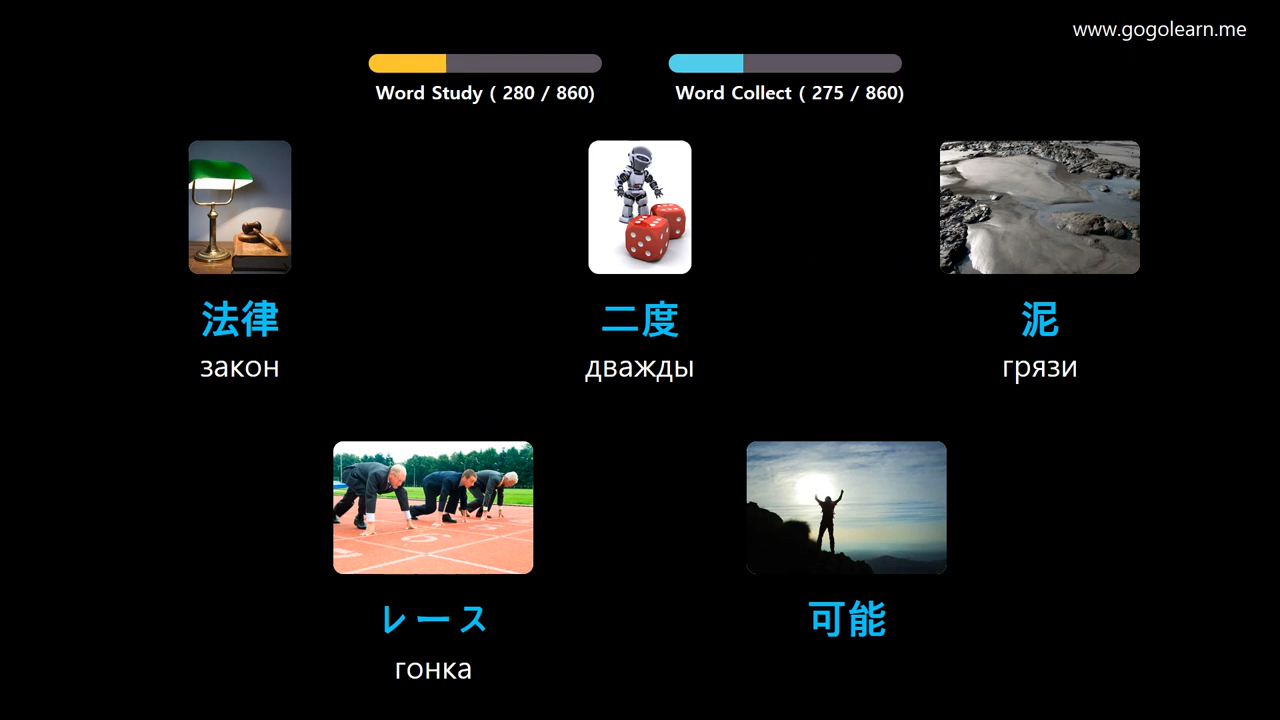 www.gogolearn.me
Word Study ( 280 / 860)
Word Collect ( 275 / 860)
法律
закон
二度
дважды
泥
грязи
レース
гонка
可能